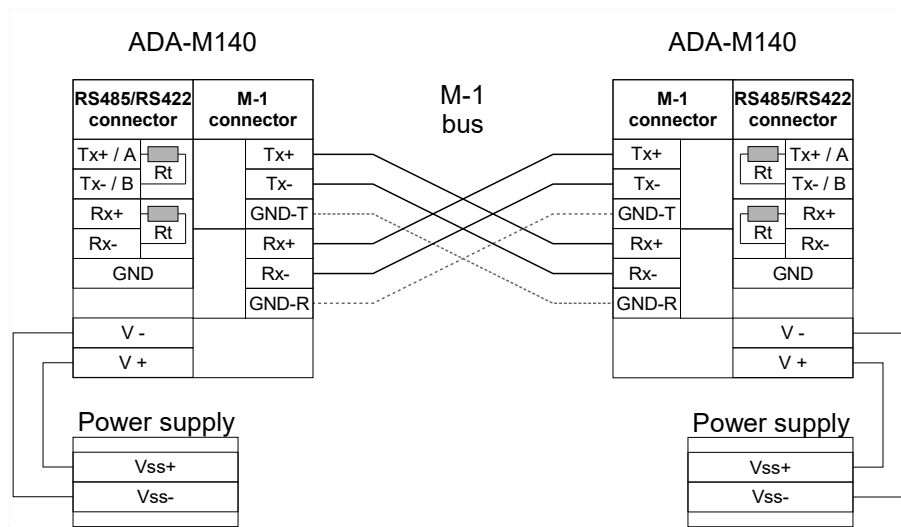 ADA-M140
RS485/RS422
connector
M-1
connector
Tx+ / A
Rt
Tx- / B
Rx+
Rt
Rx-
GND
Tx+
Tx-
GND-T
Rx+
Rx-
GND-R
V -
V +
Power supply
Vss+
Vss-
M-1
bus
ADA-M140
M-1
connector
RS485/RS422
connector
Tx+
Tx-
GND-T
Rx+
Rx-
GND-R
Tx+ / A
Rt
Tx- / B
Rx+
Rt
Rx-
GND
V -
V +
Power supply
Vss+
Vss-